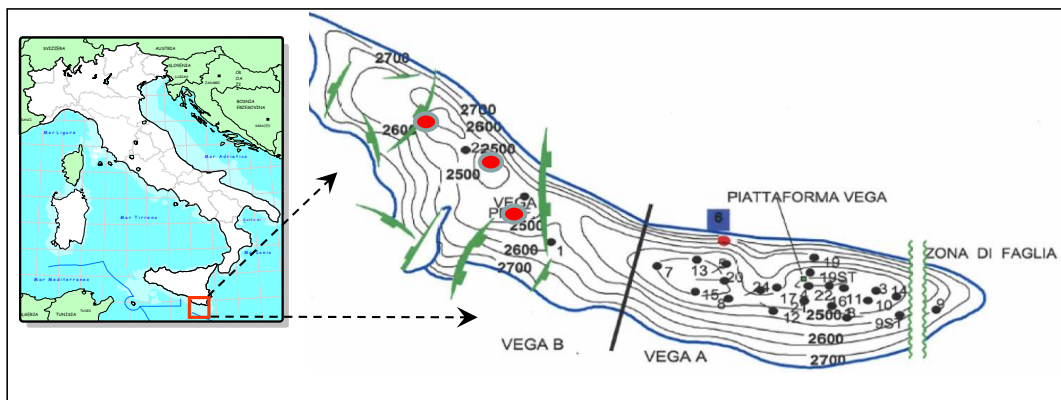 SVIZZERA
AUSTRIA
SLOVENIA
BOSNIA
ERZEGOVINA
Mar Ligure
Mar Adriatico
Mar Tirreno
Mar Mediterraneo
TUNISIA
TUNISI
2700
2700
2600
2600
2500
2500
VEGA
2500
2600
2700
1
PIATTAFORMA VEGA
6
ZONA DI FAGLIA
7
13
20
19
19ST
15
8
24
17
22
16
11
3
14
10
9
21
12
2500
8
9ST
2600
2700
VEGA B
VEGA A